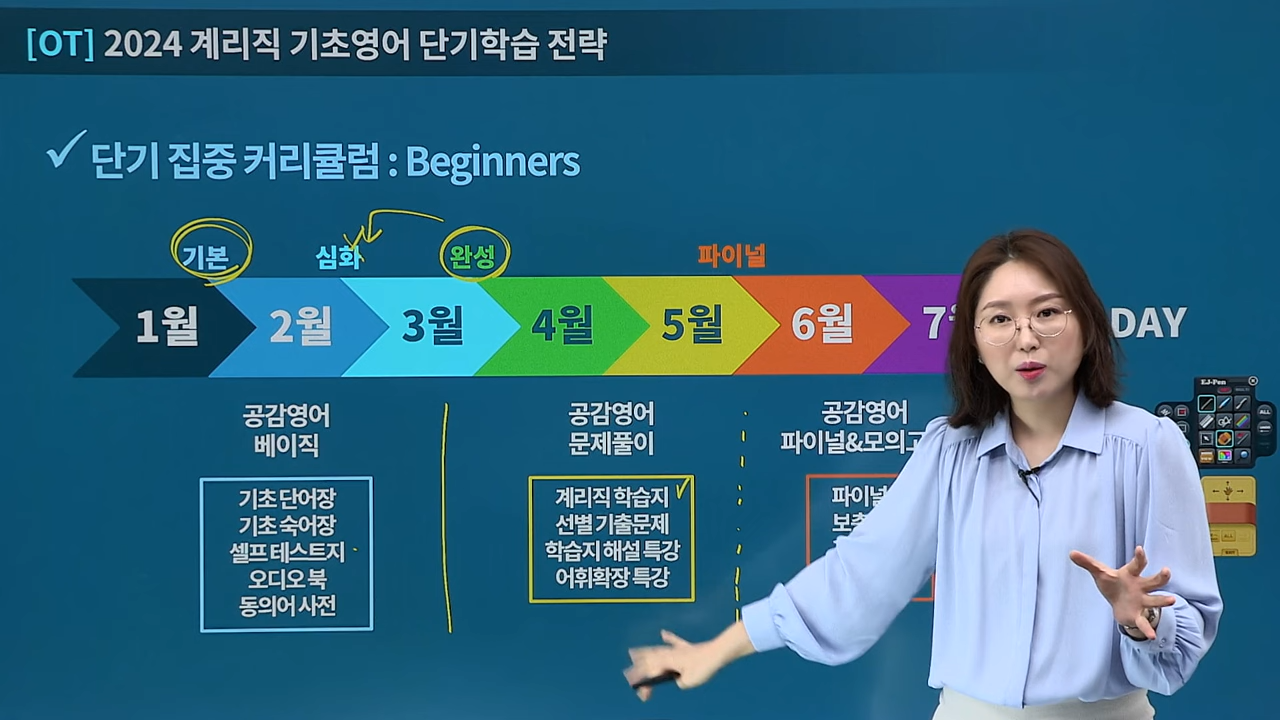 [OT] 2024 계리직 기초영어 단기학습 전략
단기 집중 커리큘럼 : Beginners
기본 심화 완성 파이널
1월 2월 3월 4월 5월 6월 DAY
공감영어
베이직
기초 단어장
기초 숙어장
셀프 테스트지
오디오 북
동의어 사전
공감영어
문제풀이
계리직 학습지
선별 기출문제
학습지 해설 특강
어휘확장 특강
공감영어
EJ-Pen